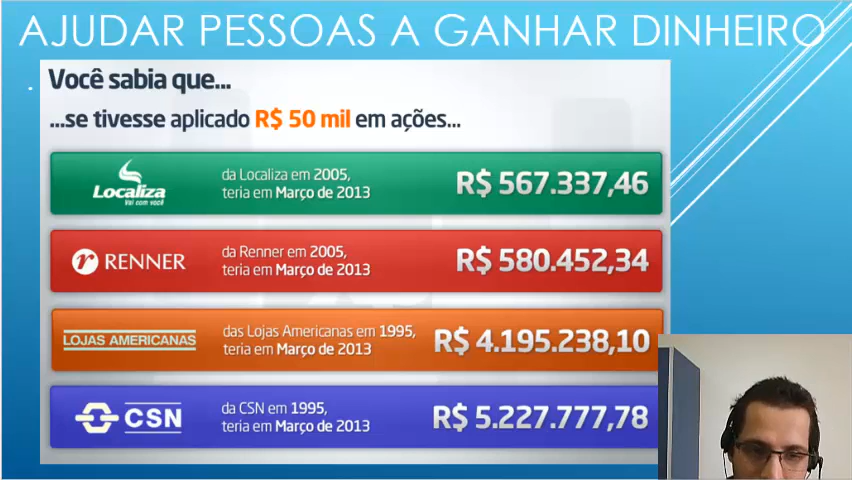 AJUDAR PESSOAS A GANHAR DINHEIRO
Você sabia que...
...se tivesse aplicado R$ 50 mil em ações...
Localiza
Vai com você
da Localiza em 2005,
teria em Março de 2013
R$ 567.337,46
r RENNER
da Renner em 2005,
teria em Março de 2013
R$ 580.452,34
LOJAS AMERICANAS
das Lojas Americanas em 1995,
teria em Março de 2013
R$ 4.195.238,10
CSN
da CSN em 1995,
teria em Março de 2013
R$ 5.227.777,78